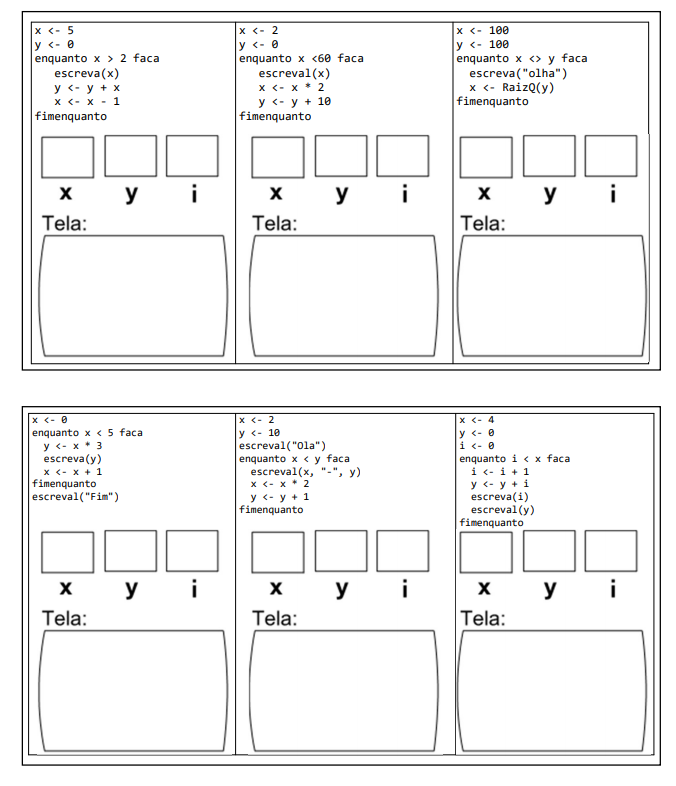 x <- 5
y <- 0
enquanto x > 2 faca
escreva(x)
y <- y + x
x <- x - 1
fimenquanto
x y i
Tela:
x <- 2
y <- 0
enquanto x <60 faca
escreval(x)
x <- x * 2
y <- y + 10
fimenquanto
x y i
Tela:
x <- 100
y <- 100
enquanto x <> y faca
escreva("olha")
x <- RaizQ(y)
fimenquanto
x y i
Tela:
x <- 0
enquanto x < 5 faca
y <- x * 3
escreva(y)
x <- x + 1
fimenquanto
escreval("Fim")
x y i
Tela:
x <- 2
y <- 10
escreval("Ola")
enquanto x < y faca
escreval(x, "-", y)
x <- x * 2
y <- y + 1
fimenquanto
x y i
Tela:
x <- 4
y <- 0
i <- 0
enquanto i < x faca
i <- i + 1
y <- y + i
escreva(i)
escreval(y)
fimenquanto
x y i
Tela: